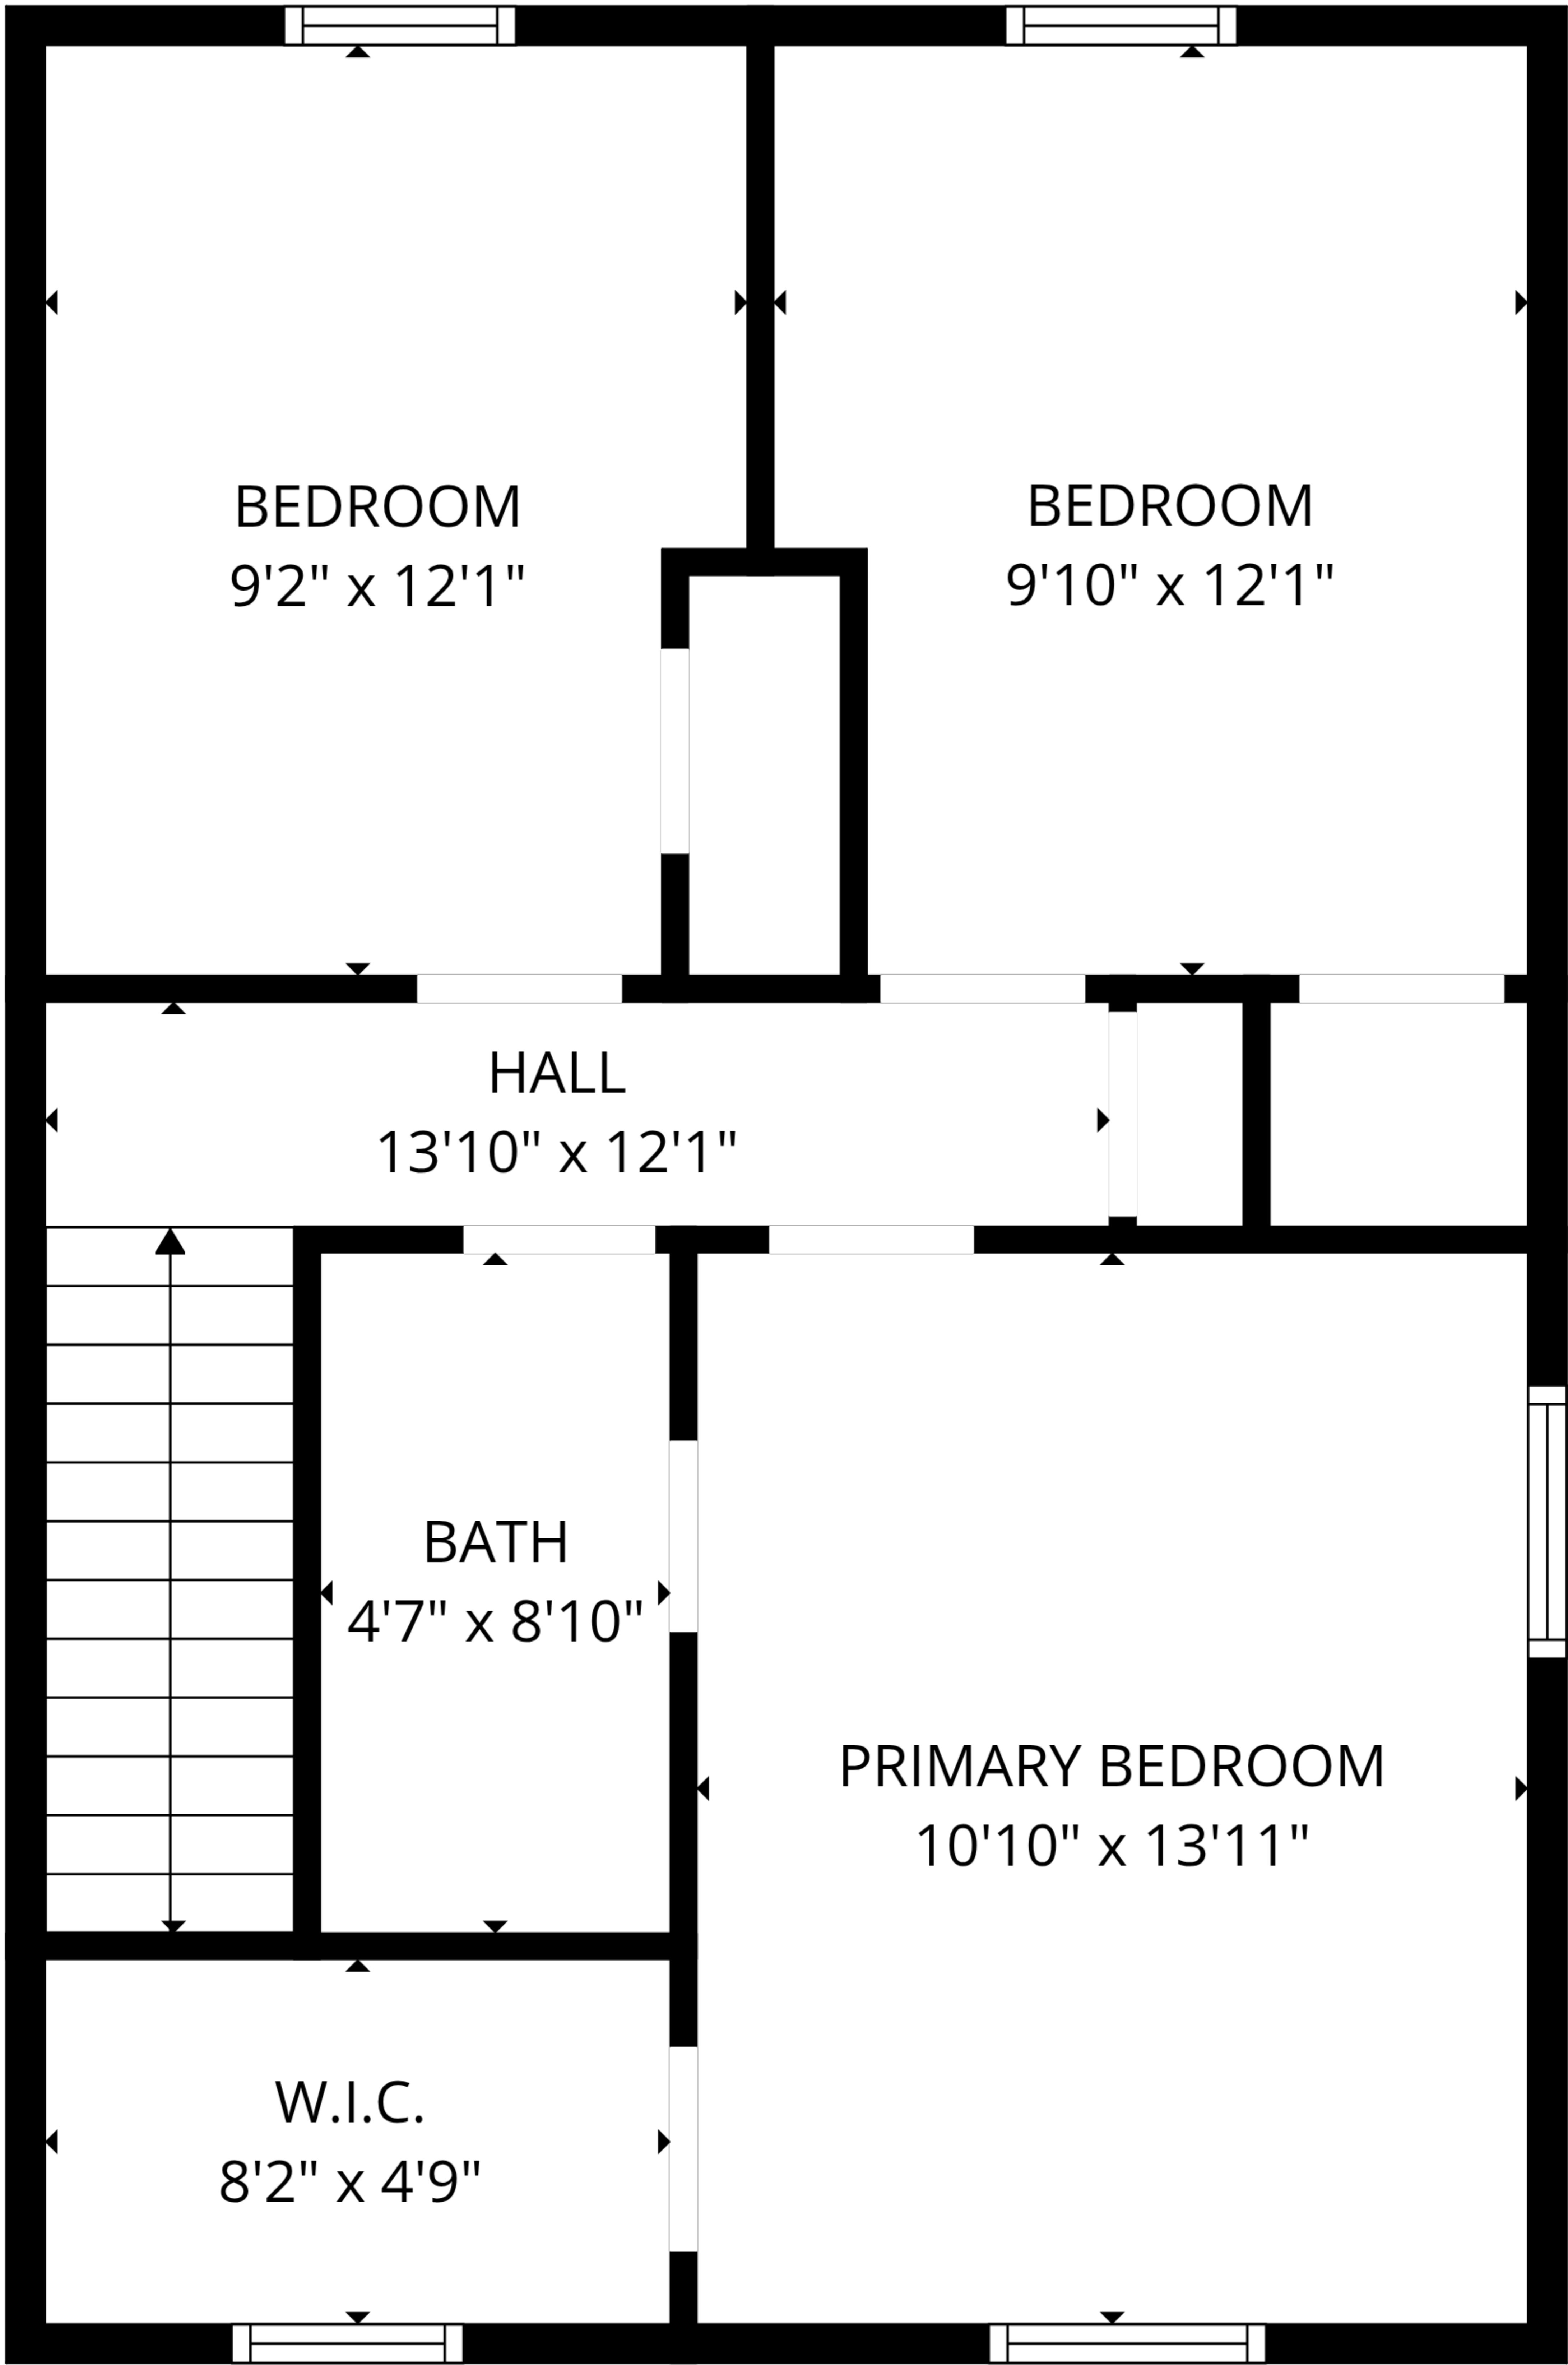 BEDROOM
9'2" x 12'1"
BEDROOM
9'10" x 12'1"
HALL
13'10" x 12'1"
BATH
4'7" x 8'10"
PRIMARY BEDROOM
10'10" x 13'11"
W.I.C.
8'2" x 4'9"